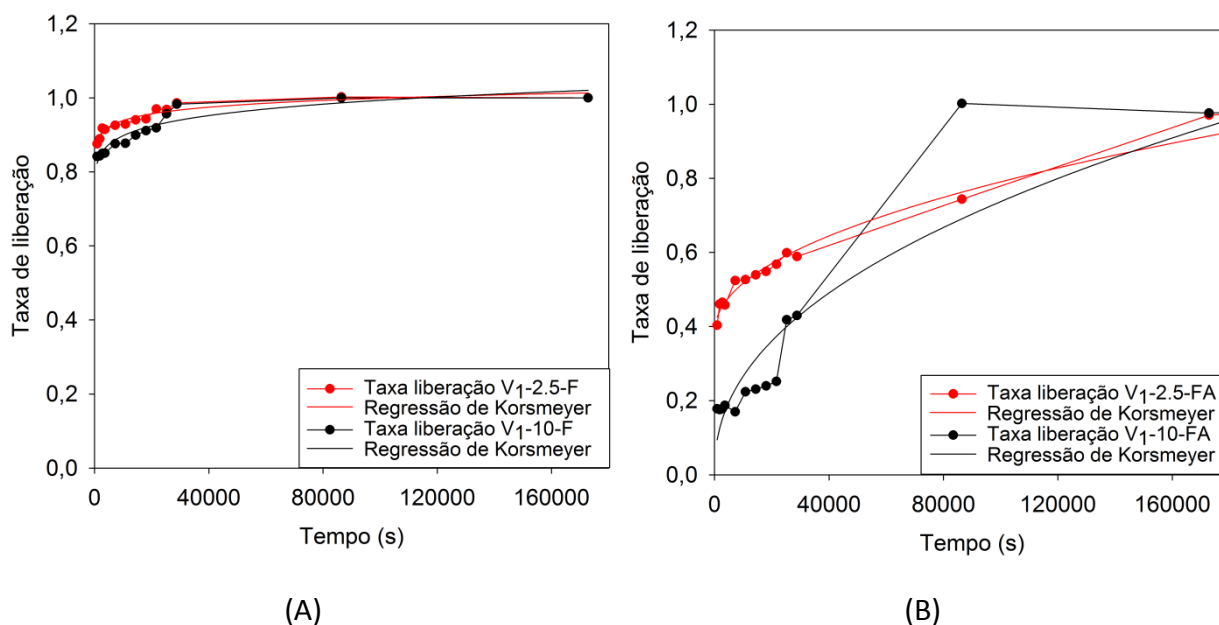 1,2
1,0
0,8
0,6
0,4
0,2
0,0
Taxa de liberação
Taxa liberação V1-2.5-F
Regressão de Korsmeyer
Taxa liberação V1-10-F
Regressão de Korsmeyer
0 40000 80000 120000 160000
Tempo (s)
(A)
1,2
1,0
0,8
0,6
0,4
0,2
0,0
Taxa de liberação
Taxa liberação V1-2.5-FA
Regressão de Korsmeyer
Taxa liberação V1-10-FA
Regressão de Korsmeyer
0 40000 80000 120000 160000
Tempo (s)
(B)